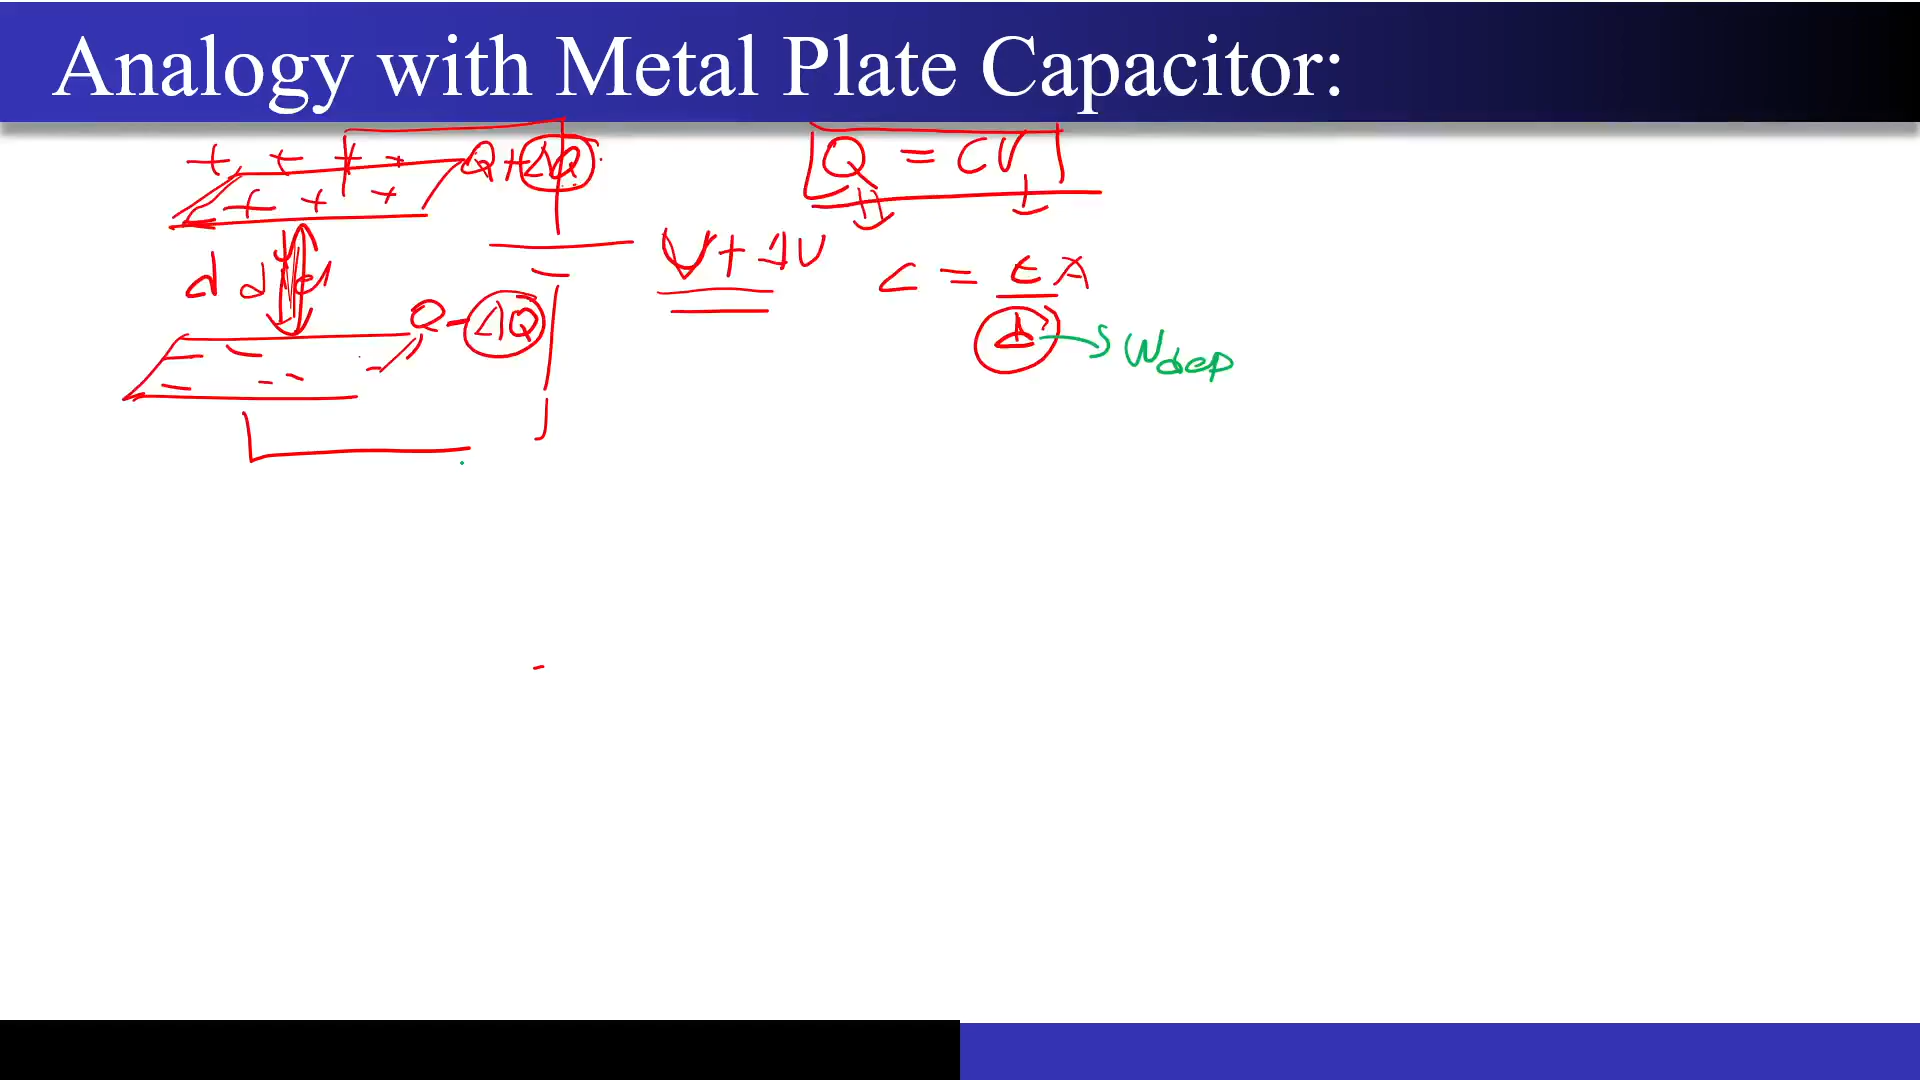 Analogy with Metal Plate Capacitor:
+ + + + Q + ΔQ
+ + +
Q = CV
V + ΔV
d
C = εA
Q - ΔQ
d → Wdep